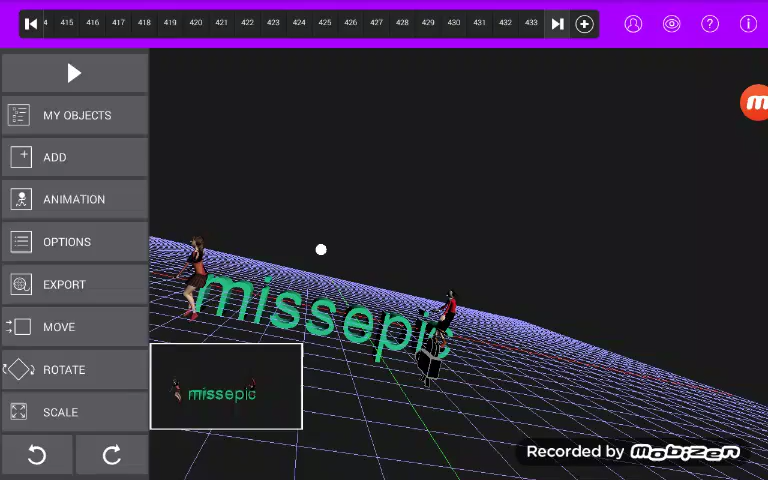 4 415 416 417 418 419 420 421 422 423 424 425 426 427 428 429 430 431 432 433
MY OBJECTS
ADD
ANIMATION
OPTIONS
EXPORT
MOVE
ROTATE
SCALE
missepic
missepic
Recorded by mobizen